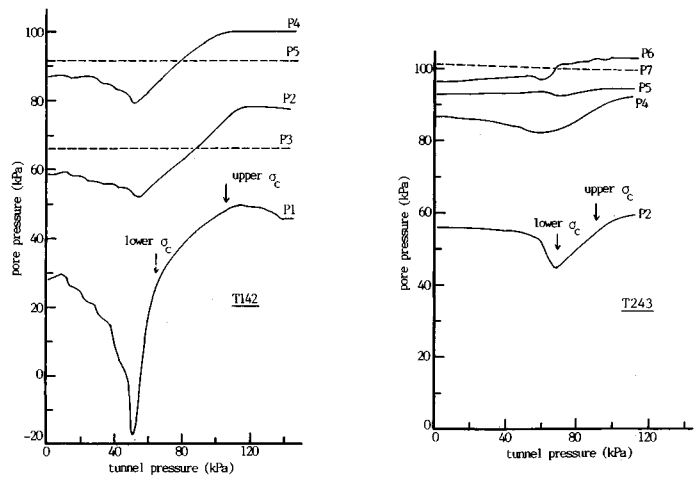 P4
100
P5
80
P2
P3
60
upper σc
P1
40
lower σc
20
T142
0
-20
0
40
80
120
pore pressure (kPa)
tunnel pressure (kPa)
P6
P7
100
P5
P4
80
60
upper σc
P2
lower σc
40
T243
20
0
0
40
80
120
pore pressure (kPa)
tunnel pressure (kPa)